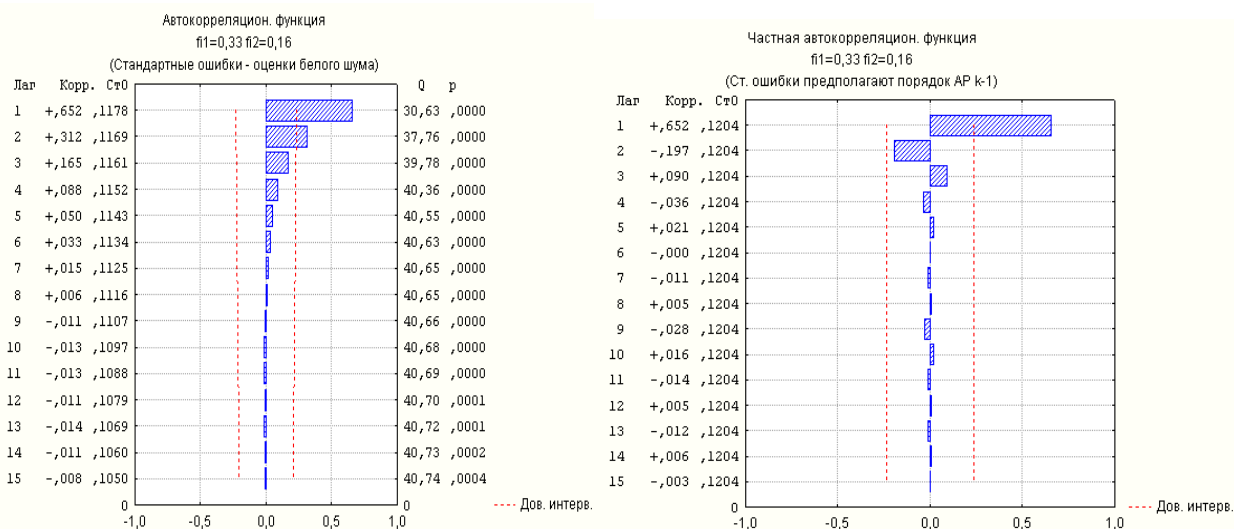 Автокорреляцион. функция
fi1=0,33 fi2=0,16
(Стандартные ошибки - оценки белого шума)
Лаг Корр. Ст0 Q p
1 +,652 ,1178 30,63 ,0000
2 +,312 ,1169 37,76 ,0000
3 +,165 ,1161 39,78 ,0000
4 +,088 ,1152 40,36 ,0000
5 +,050 ,1143 40,55 ,0000
6 +,033 ,1134 40,63 ,0000
7 +,015 ,1125 40,65 ,0000
8 +,006 ,1116 40,65 ,0000
9 -,011 ,1107 40,66 ,0000
10 -,013 ,1097 40,68 ,0000
11 -,013 ,1088 40,69 ,0000
12 -,011 ,1079 40,70 ,0001
13 -,014 ,1069 40,72 ,0001
14 -,011 ,1060 40,73 ,0002
15 -,008 ,1050 40,74 ,0004
0 0
-1,0 -0,5 0,0 0,5 1,0
Дов. интерв.
Частная автокорреляцион. функция
fi1=0,33 fi2=0,16
(Ст. ошибки предполагают порядок АР k-1)
Лаг Корр. Ст0
1 +,652 ,1204
2 -,197 ,1204
3 +,090 ,1204
4 -,036 ,1204
5 +,021 ,1204
6 -,000 ,1204
7 -,011 ,1204
8 +,005 ,1204
9 -,028 ,1204
10 +,016 ,1204
11 -,014 ,1204
12 +,005 ,1204
13 -,012 ,1204
14 +,006 ,1204
15 -,003 ,1204
0 0
-1,0 -0,5 0,0 0,5 1,0
Дов. интерв.